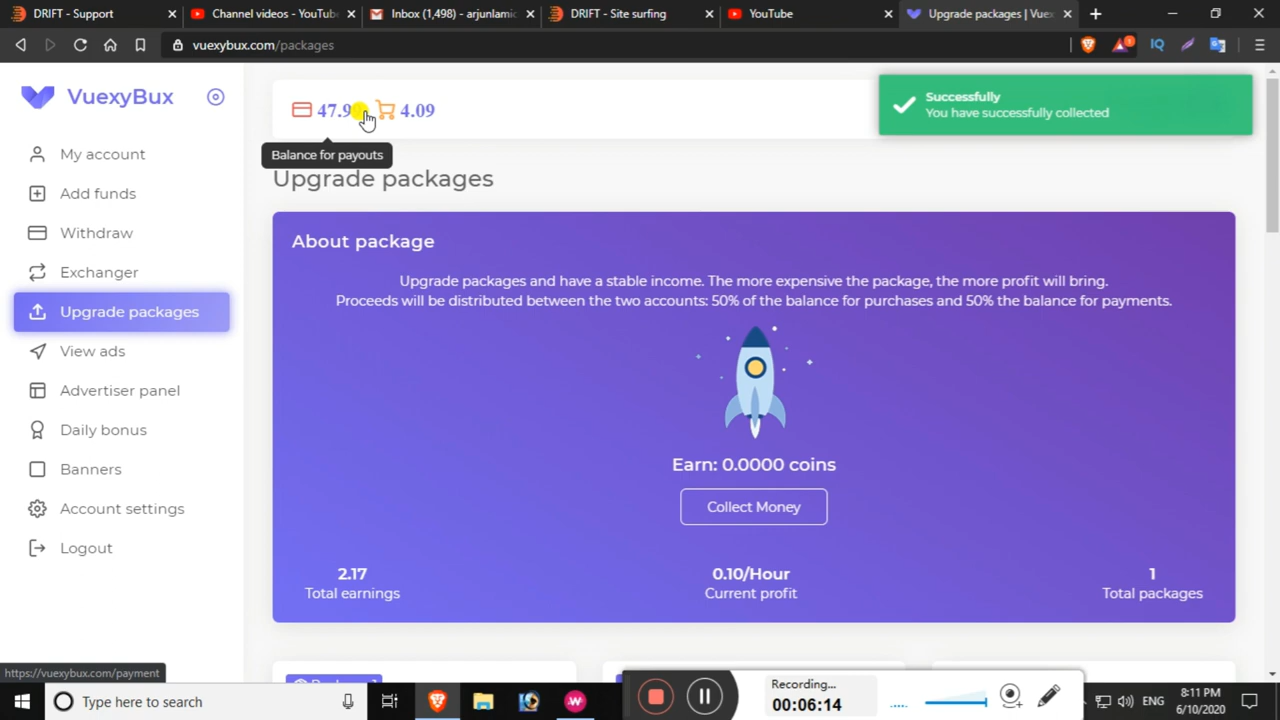 DRIFT - Support
Channel videos - YouTub
Inbox (1,498) - arjunlamic
DRIFT - Site surfing
YouTube
Upgrade packages | Vuex
vuexybux.com/packages
1
IQ
VuexyBux
47.9
4.09
Balance for payouts
Successfully
You have successfully collected
My account
Add funds
Withdraw
Exchanger
Upgrade packages
View ads
Advertiser panel
Daily bonus
Banners
Account settings
Logout
Upgrade packages
About package
Upgrade packages and have a stable income. The more expensive the package, the more profit will bring.
Proceeds will be distributed between the two accounts: 50% of the balance for purchases and 50% the balance for payments.
Earn: 0.0000 coins
Collect Money
2.17
Total earnings
0.10/Hour
Current profit
1
Total packages
https://vuexybux.com/payment
Type here to search
Recording...
00:06:14
ENG
8:11 PM
6/10/2020